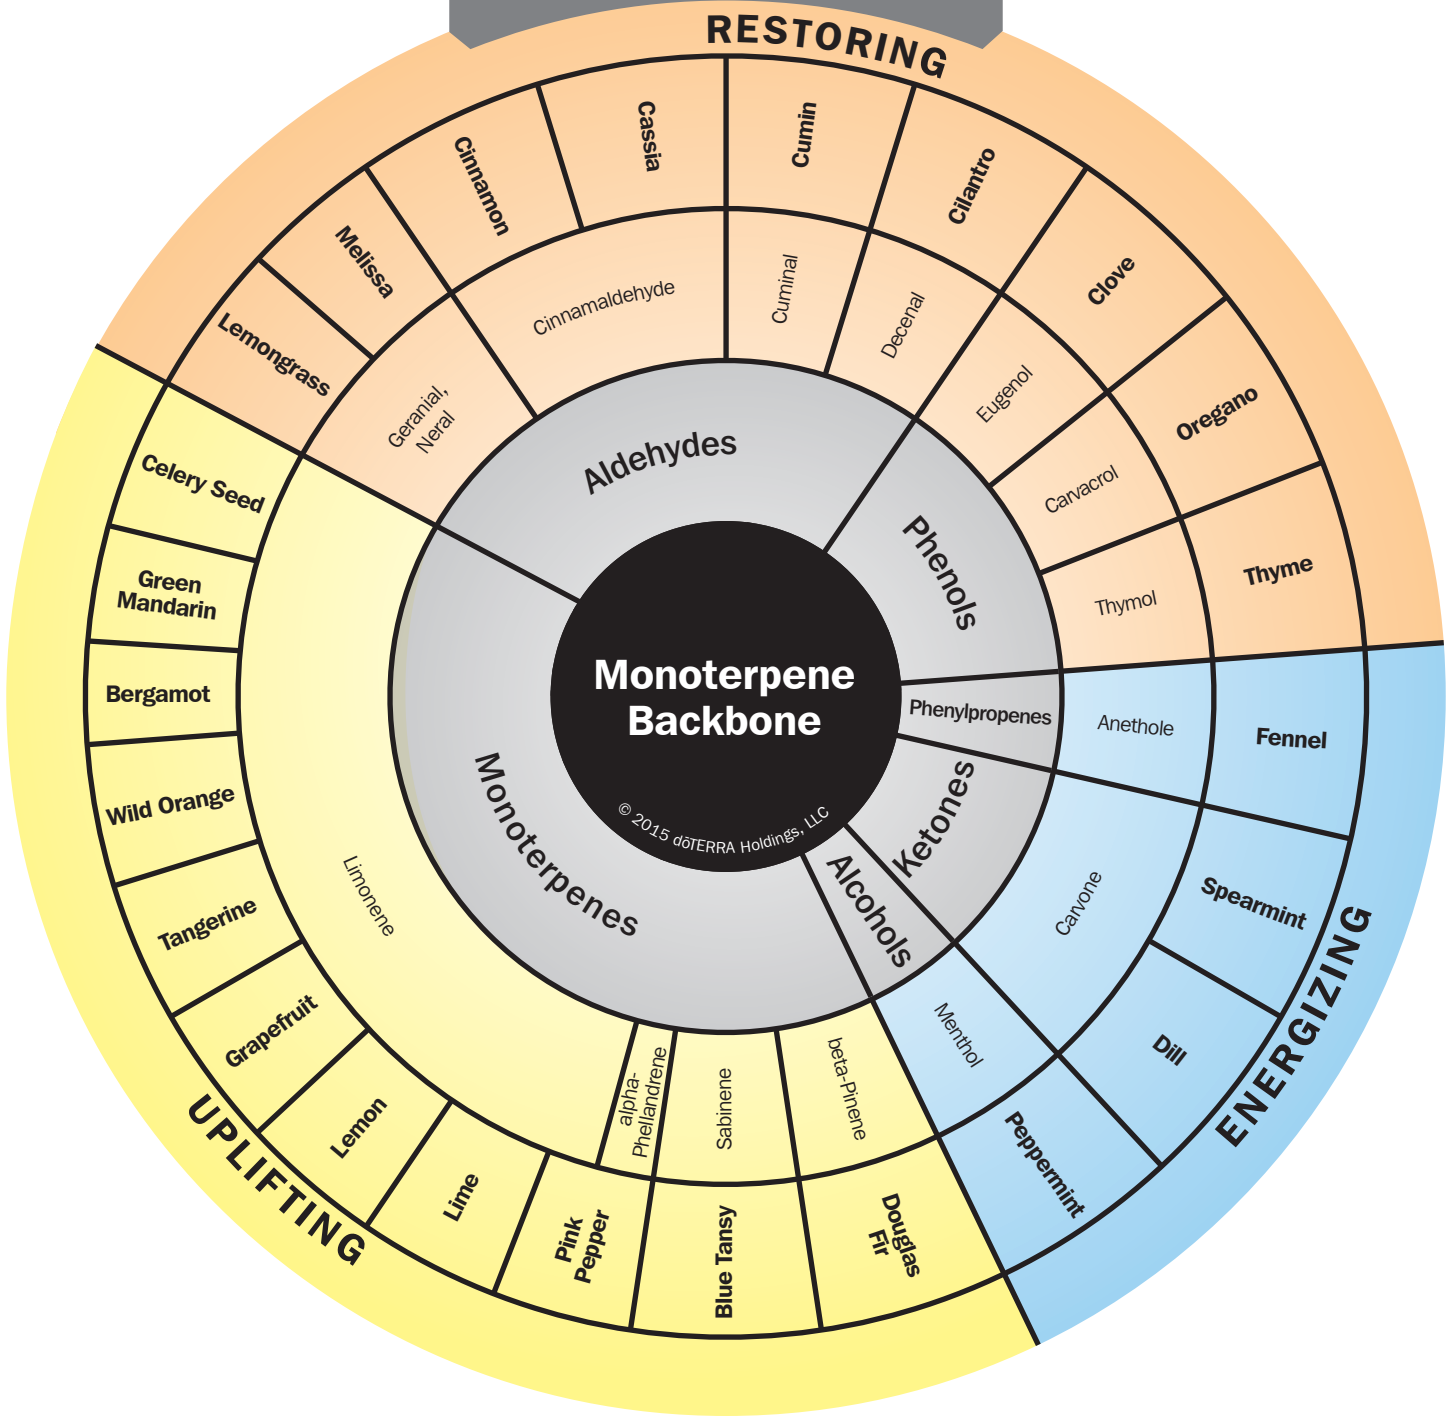 RESTORING
Cassia
Cumin
Cinnamon
Cilantro
Melissa
Clove
Lemongrass
Oregano
Thyme
Cinnamaldehyde
Cuminal
Decenal
Geranial,
Neral
Eugenol
Carvacrol
Thymol
Aldehydes
Phenols
Monoterpene
Backbone
© 2015 dōTERRA Holdings, LLC
Phenylpropenes
Anethole
Fennel
Ketones
Carvone
Spearmint
Dill
ENERGIZING
Alcohols
Menthol
Peppermint
Monoterpenes
Limonene
alpha-
Phellandrene
Sabinene
beta-Pinene
Celery Seed
Green
Mandarin
Bergamot
Wild Orange
Tangerine
Grapefruit
Lemon
Lime
Pink
Pepper
Blue Tansy
Douglas
Fir
UPLIFTING